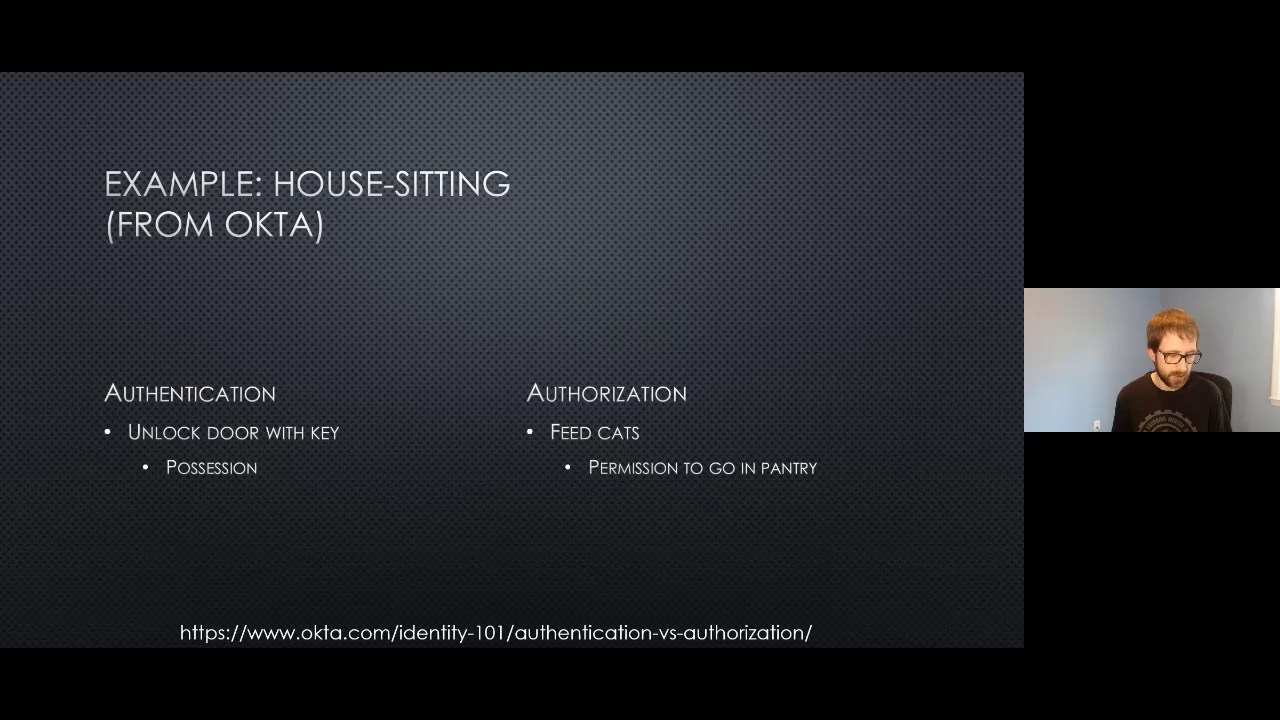 EXAMPLE: HOUSE-SITTING
(FROM OKTA)
AUTHENTICATION
• UNLOCK DOOR WITH KEY
• POSSESSION
AUTHORIZATION
• FEED CATS
• PERMISSION TO GO IN PANTRY
https://www.okta.com/identity-101/authentication-vs-authorization/